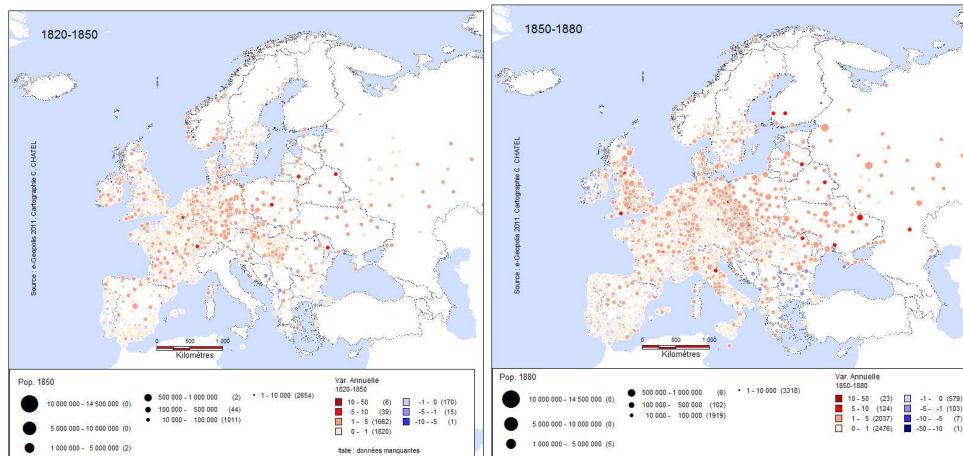 1820-1850
Source : e-Geopolis 2011. Cartographie C. CHATEL
0 500 1 000
Kilomètres
Pop. 1850
10 000 000 - 14 500 000 (0)
5 000 000 - 10 000 000 (0)
1 000 000 - 5 000 000 (2)
500 000 - 1 000 000 (2)
100 000 - 500 000 (44)
10 000 - 100 000 (1011)
1 - 10 000 (2654)
Var. Annuelle
1820-1850
10 - 50 (6)
5 - 10 (39)
1 - 5 (1662)
0 - 1 (1820)
-1 - 0 (170)
-5 - -1 (15)
-10 - -5 (1)
Italie : données manquantes
1850-1880
Source : e-Geopolis 2011. Cartographie C. CHATEL
0 500 1 000
Kilomètres
Pop. 1880
10 000 000 - 14 500 000 (0)
5 000 000 - 10 000 000 (0)
1 000 000 - 5 000 000 (5)
500 000 - 1 000 000 (6)
100 000 - 500 000 (102)
10 000 - 100 000 (1919)
1 - 10 000 (3318)
Var. Annuelle
1850-1880
10 - 50 (23)
5 - 10 (124)
1 - 5 (2037)
0 - 1 (2476)
-1 - 0 (579)
-5 - -1 (103)
-10 - -5 (7)
-50 - -10 (1)